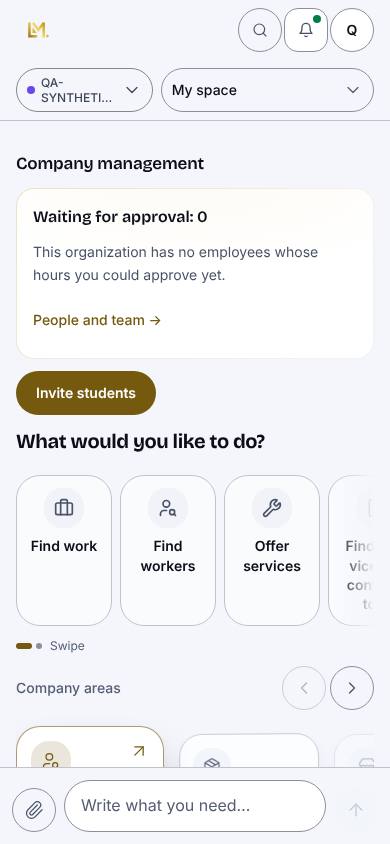 LM.
Q
QA-
SYNTHETI...
My space
Company management
Waiting for approval: 0
This organization has no employees whose
hours you could approve yet.
People and team →
Invite students
What would you like to do?
Find work
Find
workers
Offer
services
Swipe
Company areas
Write what you need...